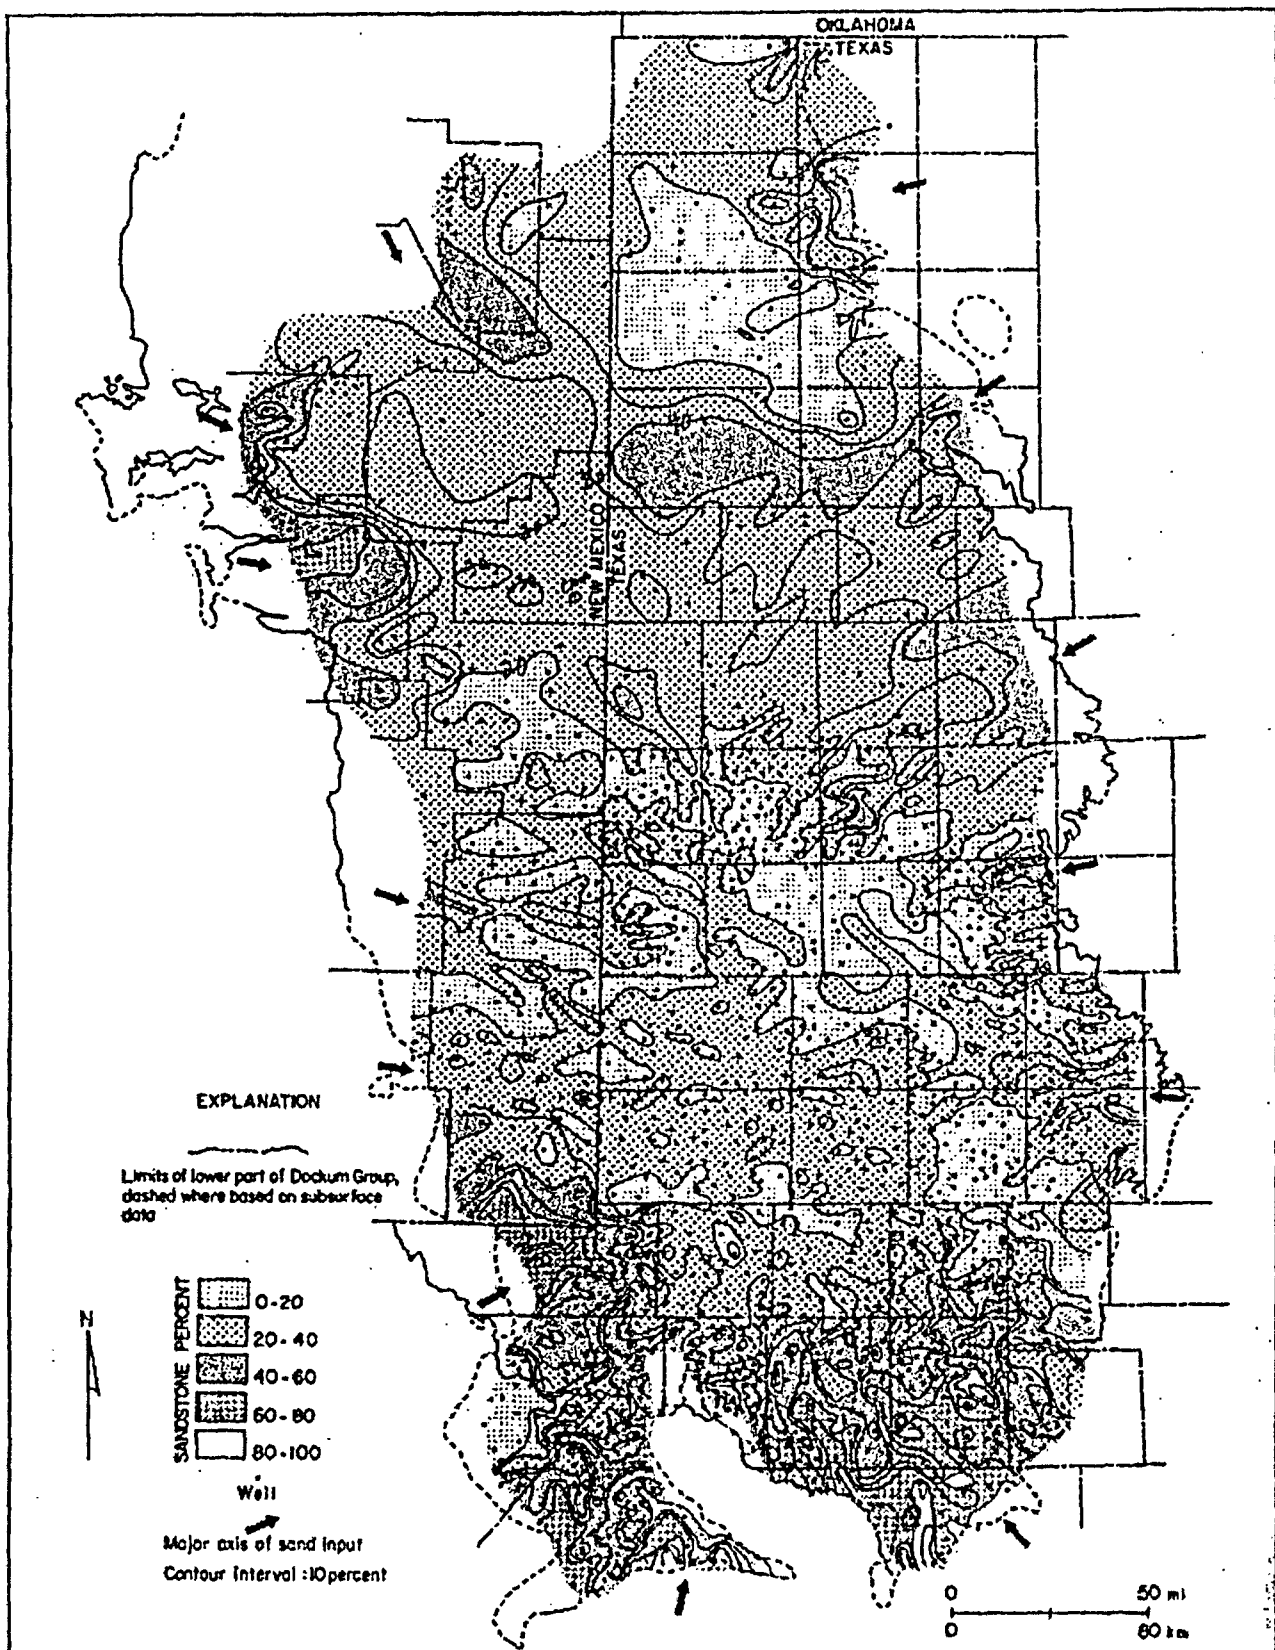 OKLAHOMA
TEXAS
NEW MEXICO
TEXAS
EXPLANATION
Limits of lower part of Dockum Group,
dashed where based on subsurface
data
N
SANDSTONE PERCENT
0-20
20-40
40-60
60-80
80-100
Well
Major axis of sand input
Contour interval : 10 percent
0 50 mi
0 80 km